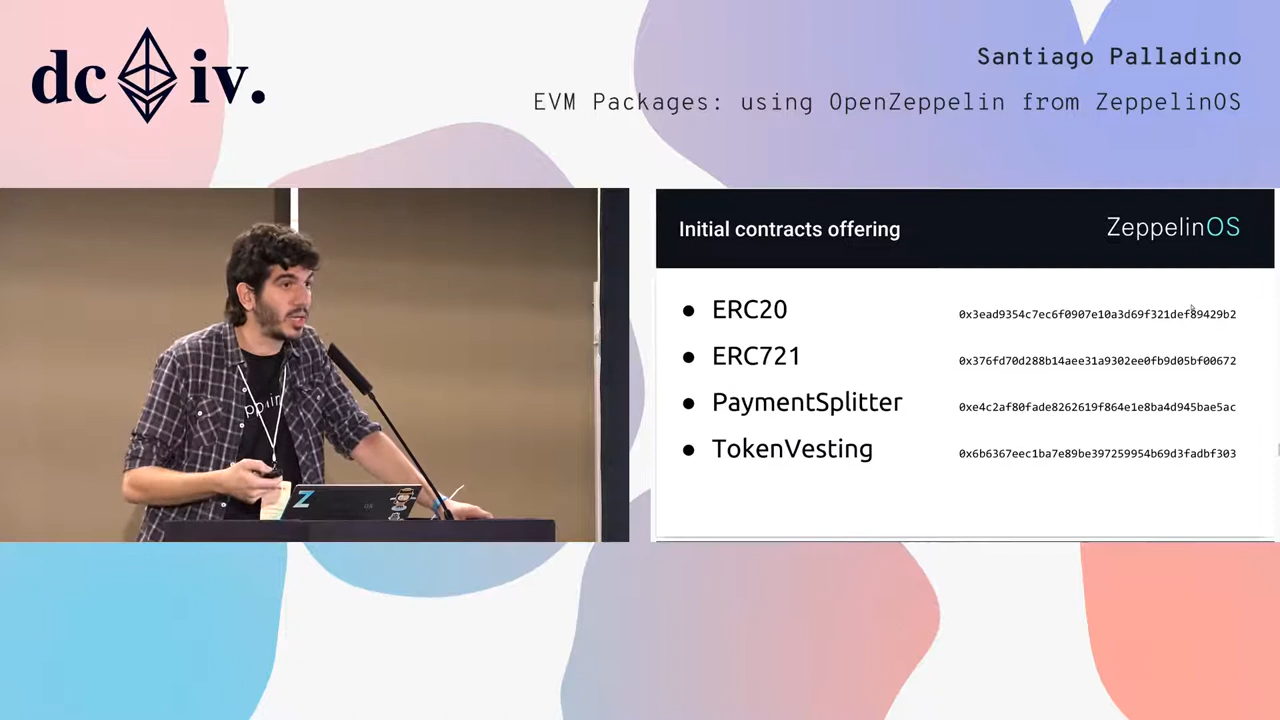 dc iv.
Santiago Palladino
EVM Packages: using OpenZeppelin from ZeppelinOS
Initial contracts offering
ZeppelinOS
● ERC20 0x3ead9354c7ec6f0907e10a3d69f321def89429b2
● ERC721 0x376fd70d288b14aee31a9302ee0fb9d05bf00672
● PaymentSplitter 0xe4c2af80fade8262619f864e1e8ba4d945bae5ac
● TokenVesting 0x6b6367eec1ba7e89be397259954b69d3fadbf303
Z
OS